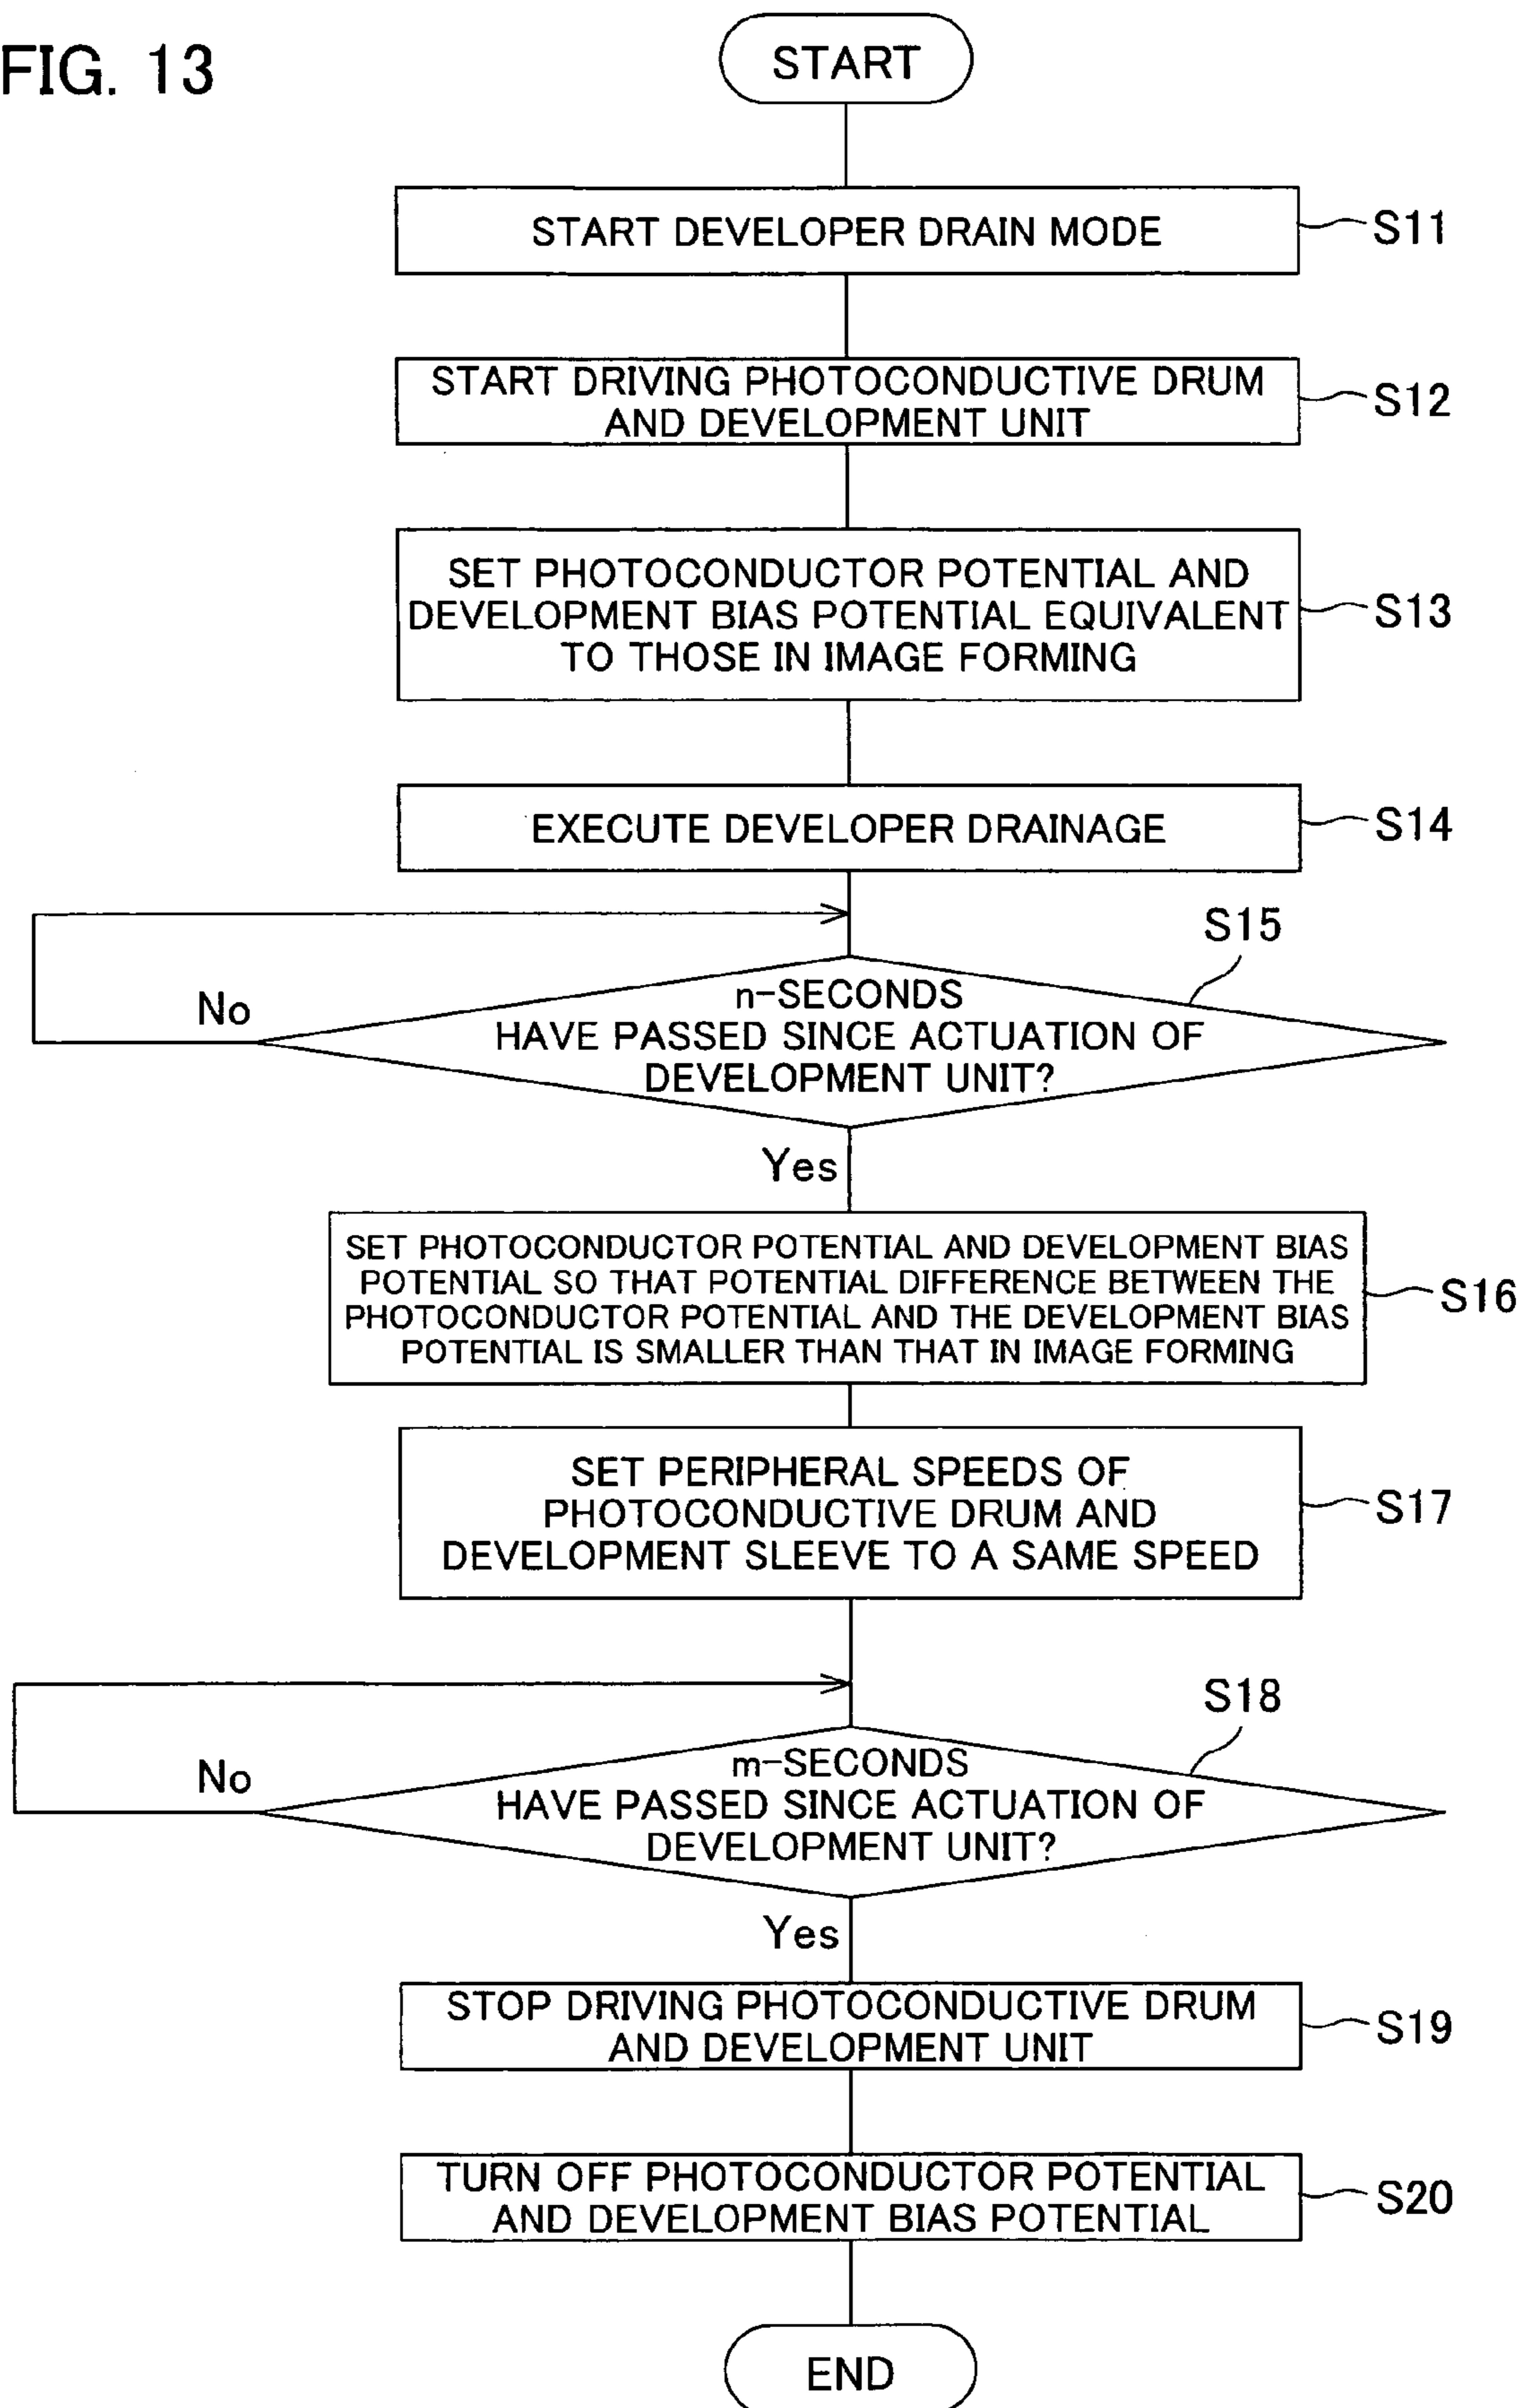 FIG. 13
START
START DEVELOPER DRAIN MODE
S11
START DRIVING PHOTOCONDUCTIVE DRUM
AND DEVELOPMENT UNIT
S12
SET PHOTOCONDUCTOR POTENTIAL AND
DEVELOPMENT BIAS POTENTIAL EQUIVALENT
TO THOSE IN IMAGE FORMING
S13
EXECUTE DEVELOPER DRAINAGE
S14
S15
n-SECONDS
HAVE PASSED SINCE ACTUATION OF
DEVELOPMENT UNIT?
No
Yes
SET PHOTOCONDUCTOR POTENTIAL AND DEVELOPMENT BIAS
POTENTIAL SO THAT POTENTIAL DIFFERENCE BETWEEN THE
PHOTOCONDUCTOR POTENTIAL AND THE DEVELOPMENT BIAS
POTENTIAL IS SMALLER THAN THAT IN IMAGE FORMING
S16
SET PERIPHERAL SPEEDS OF
PHOTOCONDUCTIVE DRUM AND
DEVELOPMENT SLEEVE TO A SAME SPEED
S17
S18
m-SECONDS
HAVE PASSED SINCE ACTUATION OF
DEVELOPMENT UNIT?
No
Yes
STOP DRIVING PHOTOCONDUCTIVE DRUM
AND DEVELOPMENT UNIT
S19
TURN OFF PHOTOCONDUCTOR POTENTIAL
AND DEVELOPMENT BIAS POTENTIAL
S20
END